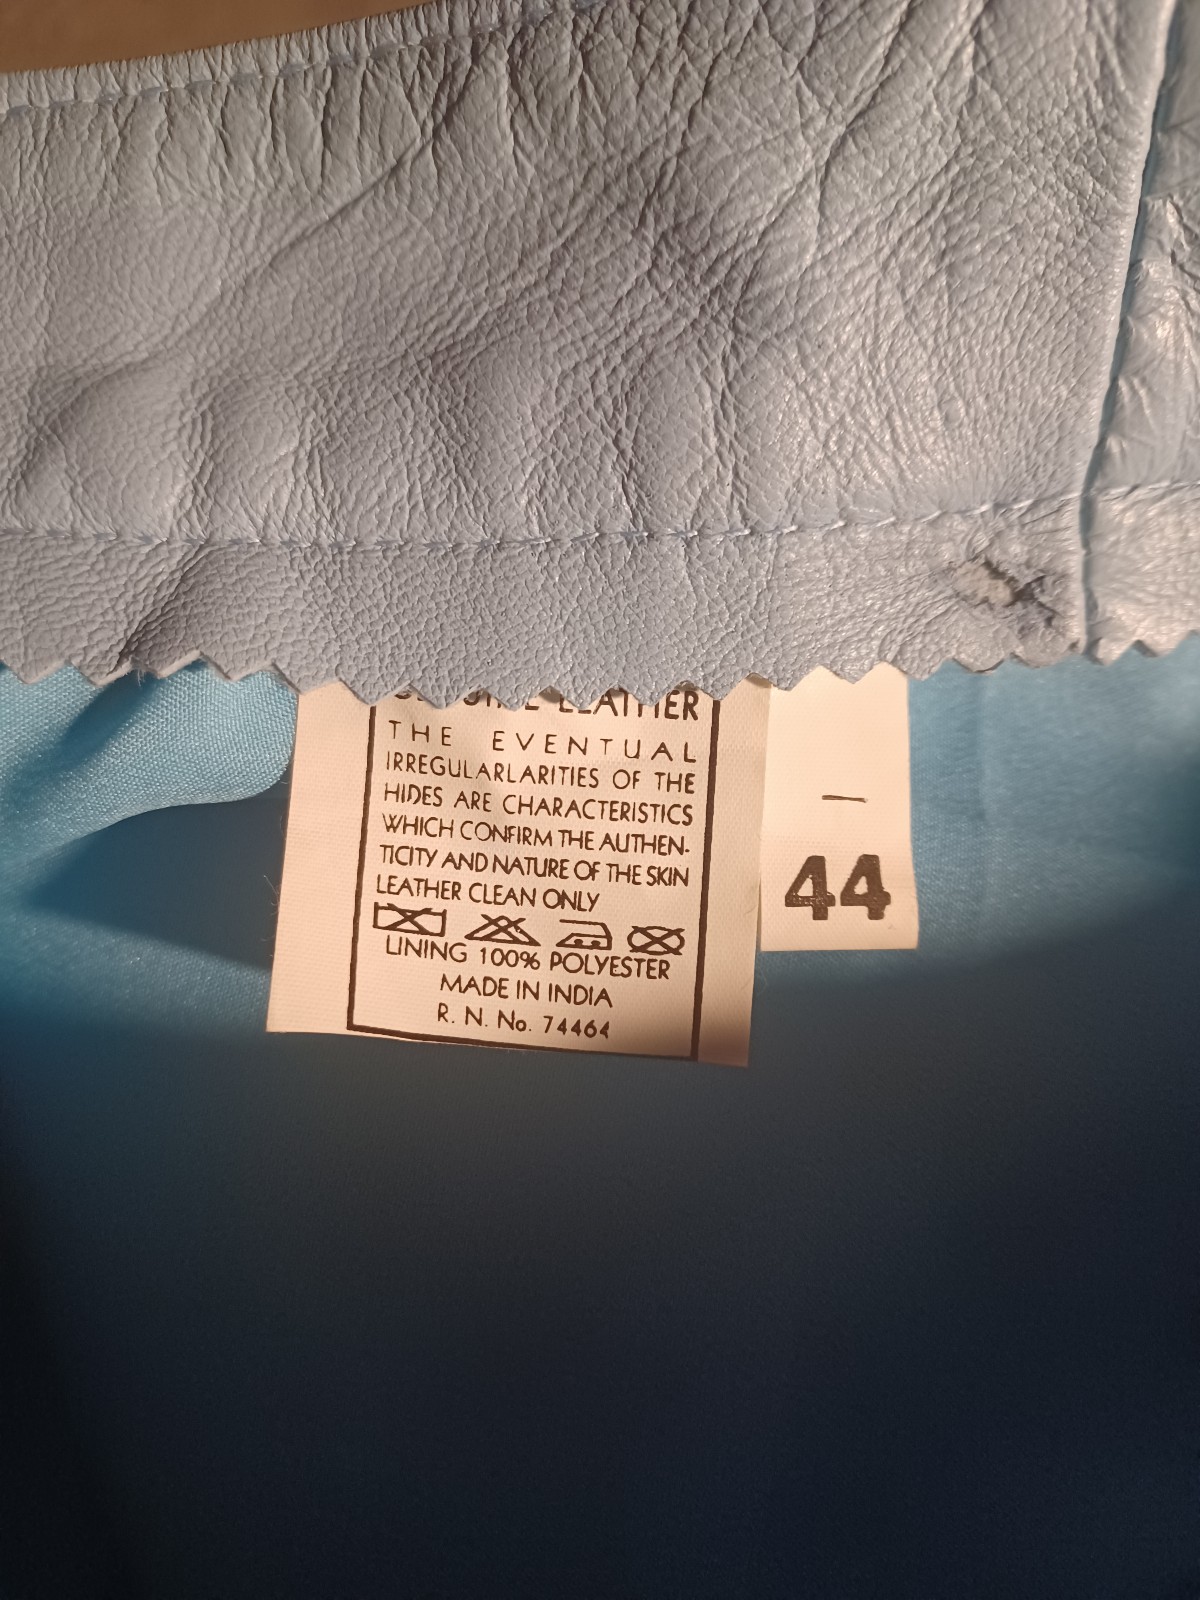 LEATHER
THE EVENTUAL
IRREGULARLARITIES OF THE
HIDES ARE CHARACTERISTICS
WHICH CONFIRM THE AUTHEN-
TICITY AND NATURE OF THE SKIN
LEATHER CLEAN ONLY
LINING 100% POLYESTER
MADE IN INDIA
R. N. No. 74464
–
44